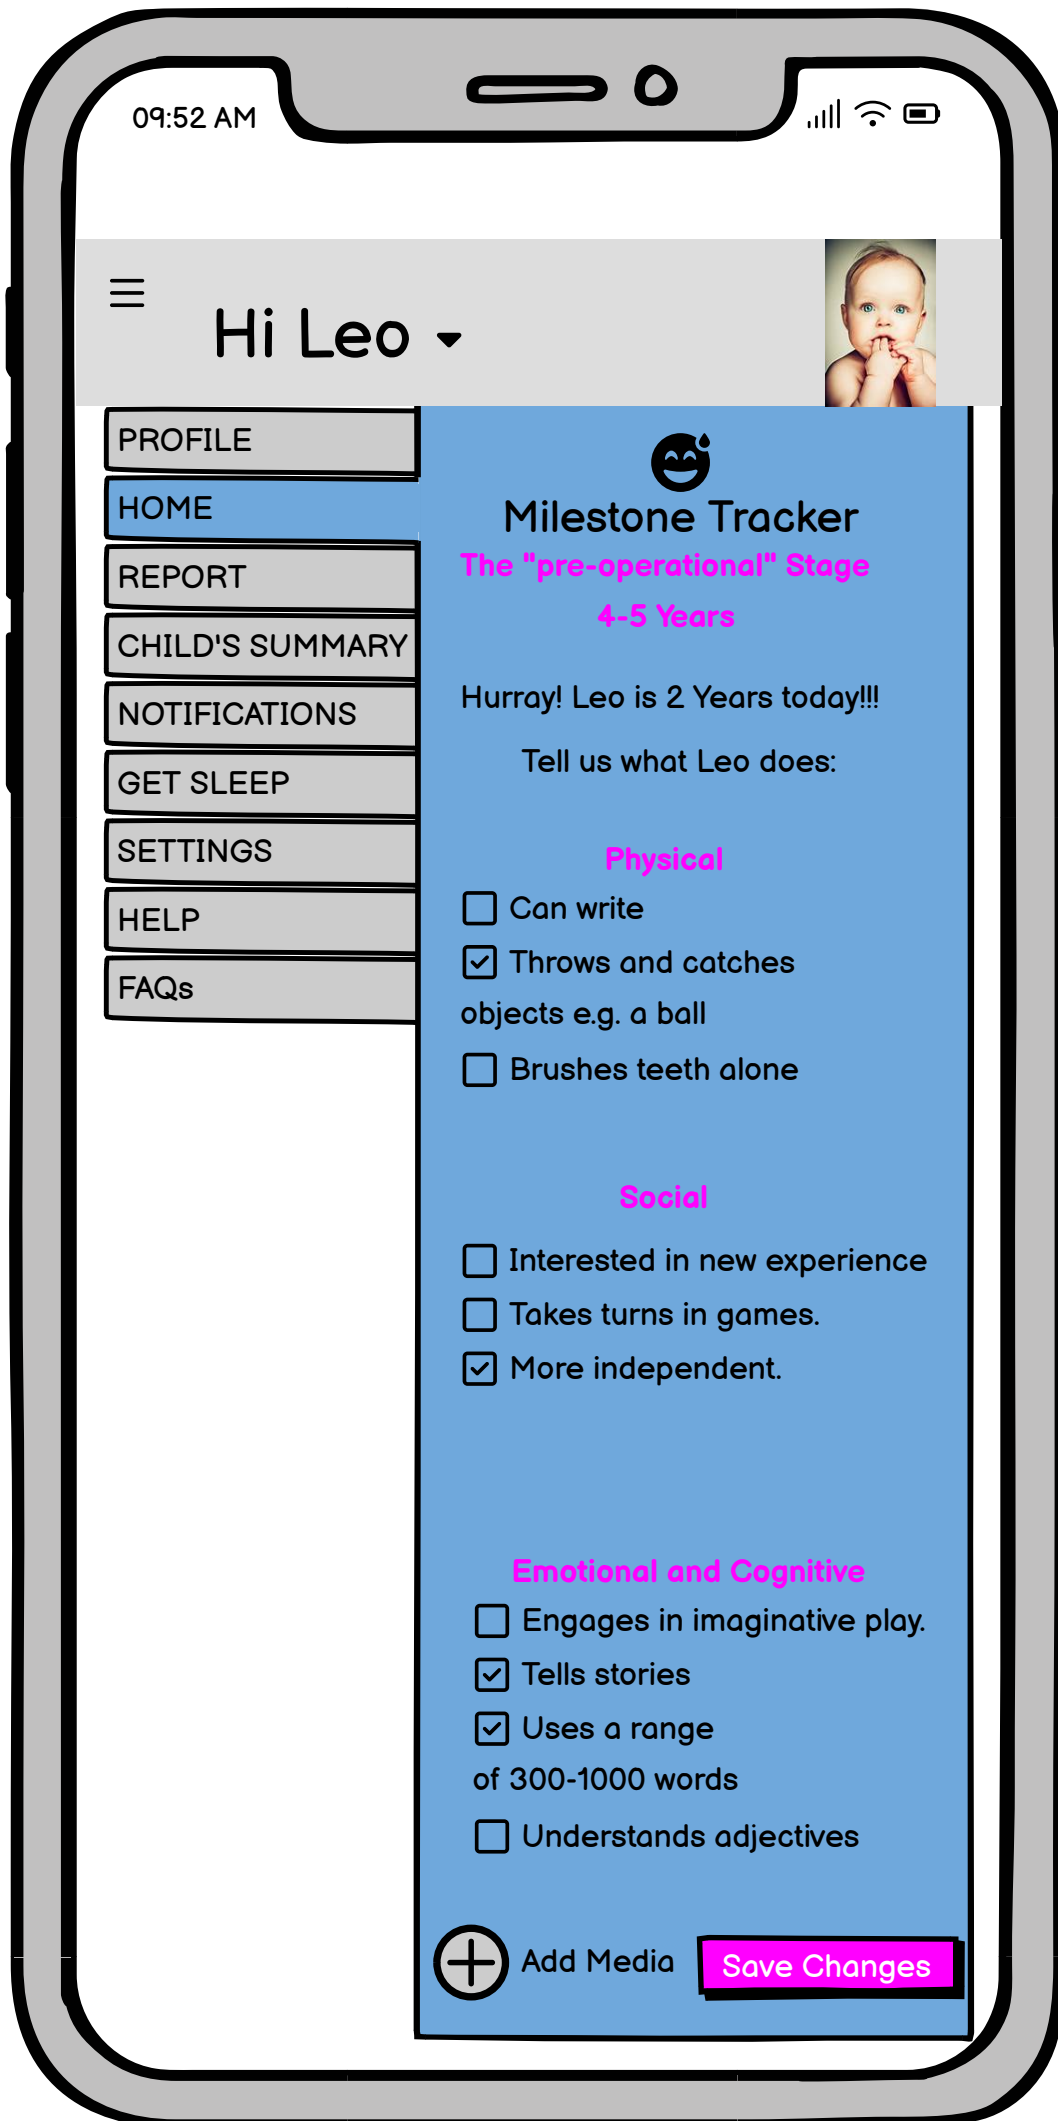 09:52 AM
Hi Leo
PROFILE
HOME
REPORT
CHILD'S SUMMARY
NOTIFICATIONS
GET SLEEP
SETTINGS
HELP
FAQs
Milestone Tracker
The "pre-operational" Stage
4-5 Years
Hurray! Leo is 2 Years today!!!
Tell us what Leo does:
Physical
Can write
Throws and catches
objects e.g. a ball
Brushes teeth alone
Social
Interested in new experience
Takes turns in games.
More independent.
Emotional and Cognitive
Engages in imaginative play.
Tells stories
Uses a range
of 300-1000 words
Understands adjectives
Add Media
Save Changes